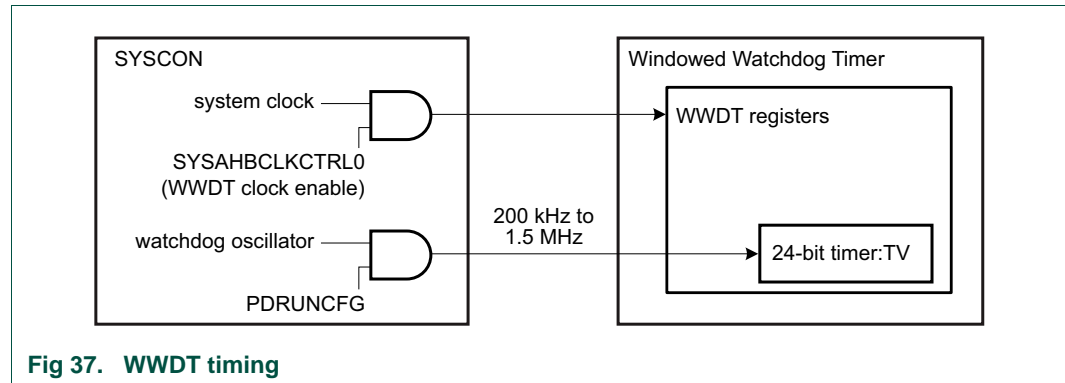 SYSCON
system clock
SYSAHBCLKCTRL0
(WWDT clock enable)
watchdog oscillator
PDRUNCFG
200 kHz to
1.5 MHz
Windowed Watchdog Timer
WWDT registers
24-bit timer:TV
Fig 37. WWDT timing